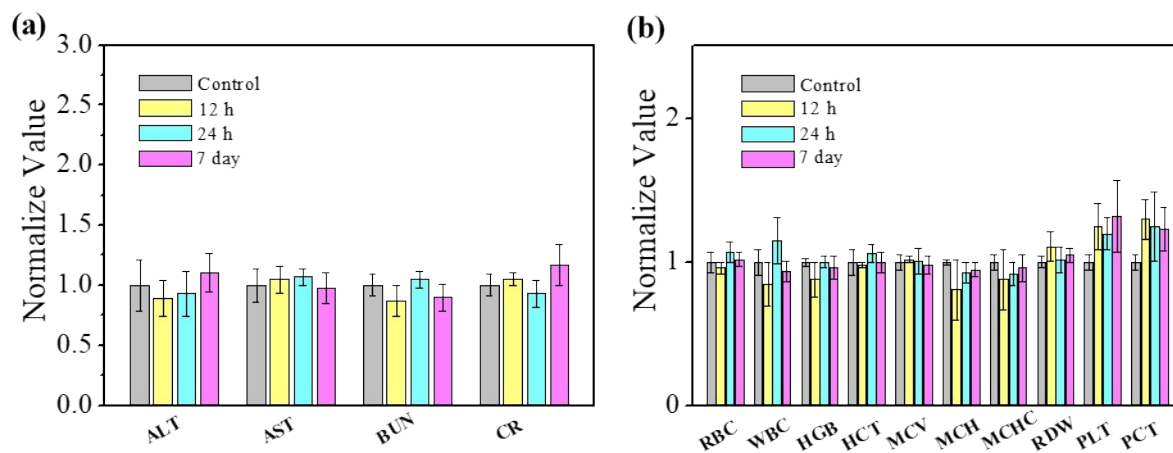 (a)
Normalize Value
3.0
2.5
2.0
1.5
1.0
0.5
0.0
Control
12 h
24 h
7 day
ALT
AST
BUN
CR
(b)
Normalize Value
2
1
0
Control
12 h
24 h
7 day
RBC
WBC
HGB
HCT
MCV
MCH
MCHC
RDW
PLT
PCT